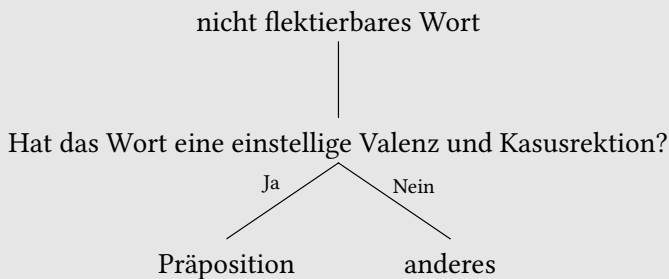 nicht flektierbares Wort
Hat das Wort eine einstellige Valenz und Kasusrektion?
Ja
Nein
Präposition
anderes